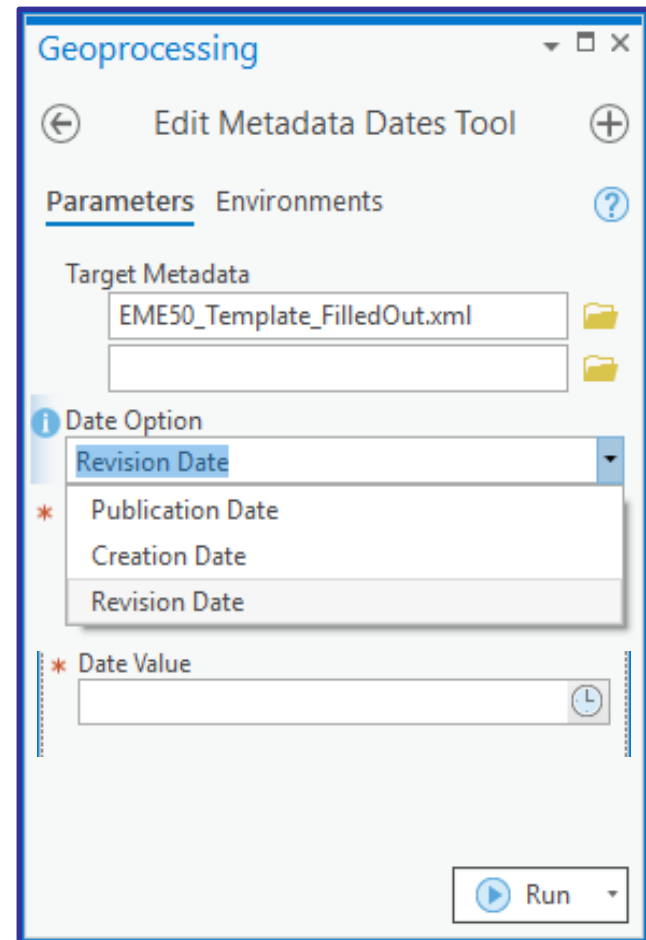 Geoprocessing
Edit Metadata Dates Tool
Parameters Environments
Target Metadata
EME50_Template_FilledOut.xml
Date Option
Revision Date
* Publication Date
Creation Date
Revision Date
* Date Value
Run